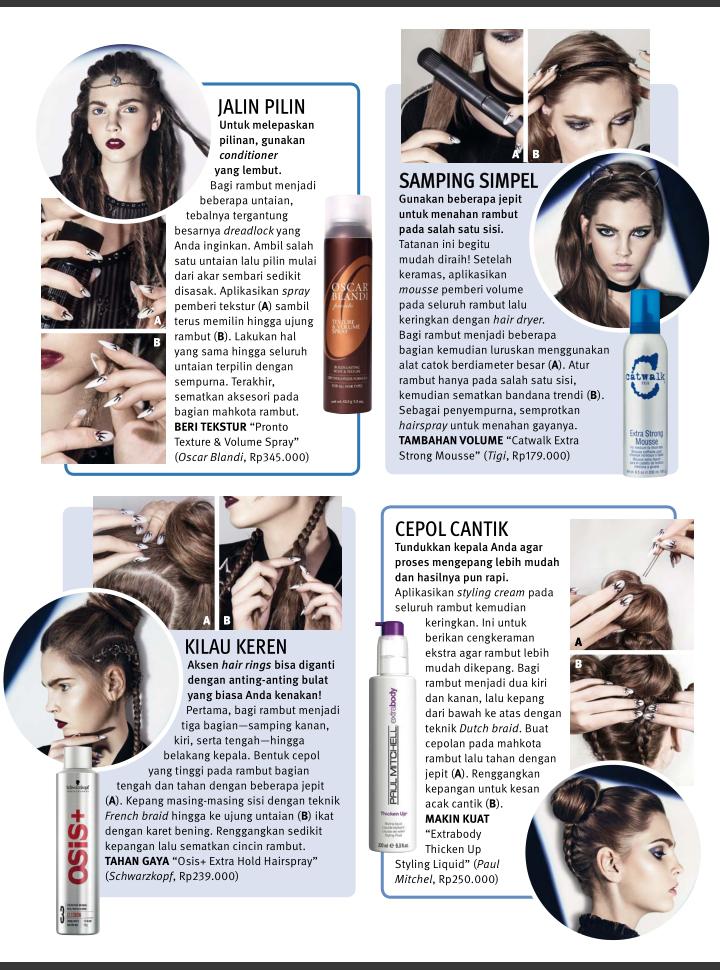 JALIN PILIN
Untuk melepaskan
pilinan, gunakan
conditioner
yang lembut.
Bagi rambut menjadi
beberapa untaian,
tebalnya tergantung
besarnya dreadlock yang
Anda inginkan. Ambil salah
satu untaian lalu pilin mulai
dari akar sembari sedikit
disasak. Aplikasikan spray
pemberi tekstur (A) sambil
terus memilin hingga ujung
rambut (B). Lakukan hal
yang sama hingga seluruh
untaian terpilin dengan
sempurna. Terakhir,
sematkan aksesori pada
bagian mahkota rambut.
BERI TEKSTUR “Pronto
Texture & Volume Spray”
(Oscar Blandi, Rp345.000)
A
B
OSCAR
BLANDI
TEXTURE
& VOLUME
SPRAY
A
B
SAMPING SIMPEL
Gunakan beberapa jepit
untuk menahan rambut
pada salah satu sisi.
Tatanan ini begitu
mudah diraih! Setelah
keramas, aplikasikan
mousse pemberi volume
pada seluruh rambut lalu
keringkan dengan hair dryer.
Bagi rambut menjadi beberapa
bagian kemudian luruskan menggunakan
alat catok berdiameter besar (A). Atur
rambut hanya pada salah satu sisi,
kemudian sematkan bandana trendi (B).
Sebagai penyempurna, semprotkan
hairspray untuk menahan gayanya.
TAMBAHAN VOLUME “Catwalk Extra
Strong Mousse” (Tigi, Rp179.000)
catwalk
Extra Strong
Mousse
A
B
KILAU KEREN
Aksen hair rings bisa diganti
dengan anting-anting bulat
yang biasa Anda kenakan!
Pertama, bagi rambut menjadi
tiga bagian—samping kanan,
kiri, serta tengah—hingga
belakang kepala. Bentuk cepol
yang tinggi pada rambut bagian
tengah dan tahan dengan beberapa jepit
(A). Kepang masing-masing sisi dengan teknik
French braid hingga ke ujung untaian (B) ikat
dengan karet bening. Renggangkan sedikit
kepangan lalu sematkan cincin rambut.
TAHAN GAYA “Osis+ Extra Hold Hairspray”
(Schwarzkopf, Rp239.000)
Schwarzkopf
OSiS+
3
CEPOL CANTIK
Tundukkan kepala Anda agar
proses mengepang lebih mudah
dan hasilnya pun rapi.
Aplikasikan styling cream pada
seluruh rambut kemudian
keringkan. Ini untuk
berikan cengkeraman
ekstra agar rambut lebih
mudah dikepang. Bagi
rambut menjadi dua kiri
dan kanan, lalu kepang
dari bawah ke atas dengan
teknik Dutch braid. Buat
cepolan pada mahkota
rambut lalu tahan dengan
jepit (A). Renggangkan
kepangan untuk kesan
acak cantik (B).
MAKIN KUAT
“Extrabody
Thicken Up
Styling Liquid” (Paul
Mitchel, Rp250.000)
A
B
PAUL MITCHELL extrabody
Thicken Up